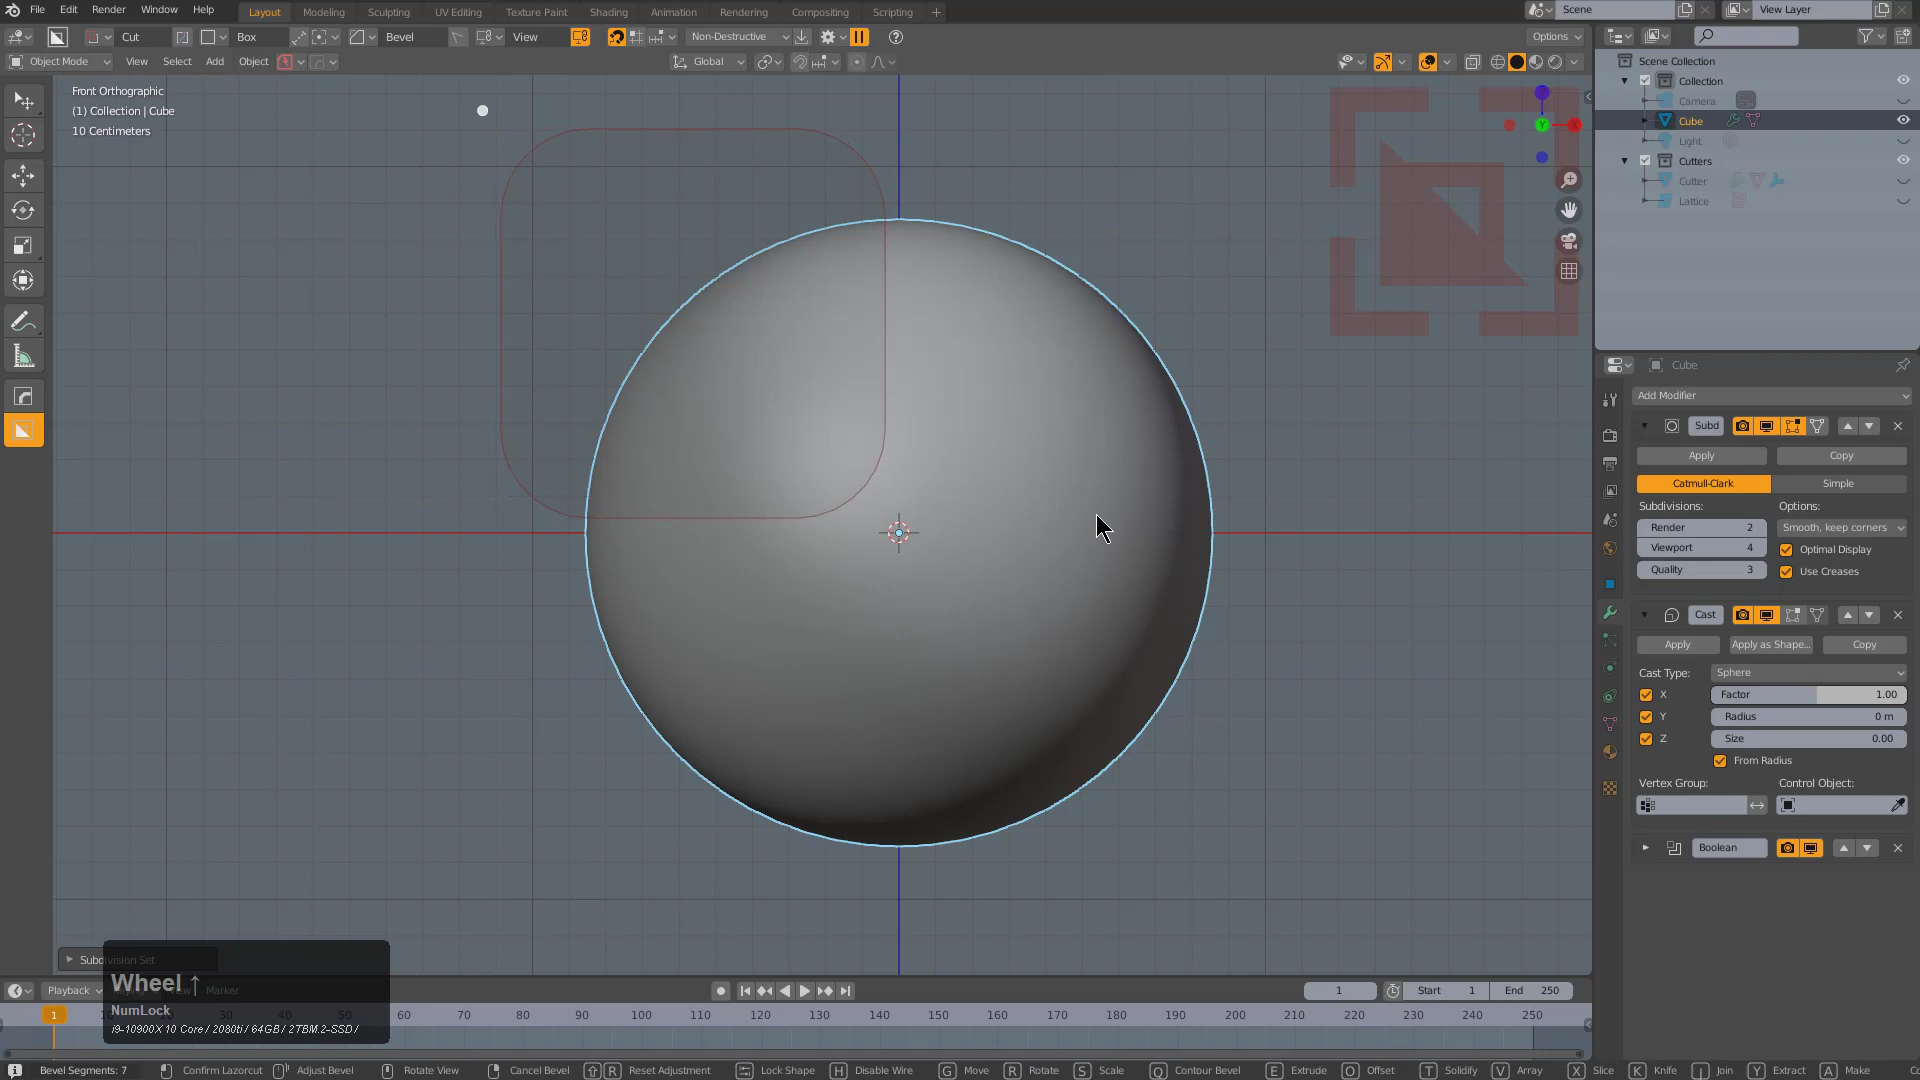 File Edit Render Window Help Layout Modeling Sculpting UV Editing Texture Paint Shading Animation Rendering Compositing Scripting + Scene View Layer
Cut Box Bevel View Non-Destructive Options
Object Mode View Select Add Object Global
Front Orthographic
(1) Collection | Cube
10 Centimeters
Y
X
Scene Collection
Collection
Camera
Cube
Light
Cutters
Cutter
Lattice
Cube
Add Modifier
Subd
Apply Copy
Catmull-Clark Simple
Subdivisions: Options:
Render 2 Smooth, keep corners
Viewport 4 Optimal Display
Quality 3 Use Creases
Cast
Apply Apply as Shape... Copy
Cast Type: Sphere
X Factor 1.00
Y Radius 0 m
Z Size 0.00
From Radius
Vertex Group: Control Object:
Boolean
Subdivision Set
Wheel ↑
NumLock
i9-10900X 10 Core / 2080ti / 64GB / 2TBM.2-SSD /
Playback Marker 1 Start 1 End 250
1 60 70 80 90 100 110 120 130 140 150 160 170 180 190 200 210 220 230 240 250
Bevel Segments: 7 Confirm Lazorcut Adjust Bevel Rotate View Cancel Bevel R Reset Adjustment Lock Shape H Disable Wire G Move R Rotate S Scale Q Contour Bevel E Extrude O Offset T Solidify V Array X Slice K Knife J Join Y Extract A Make